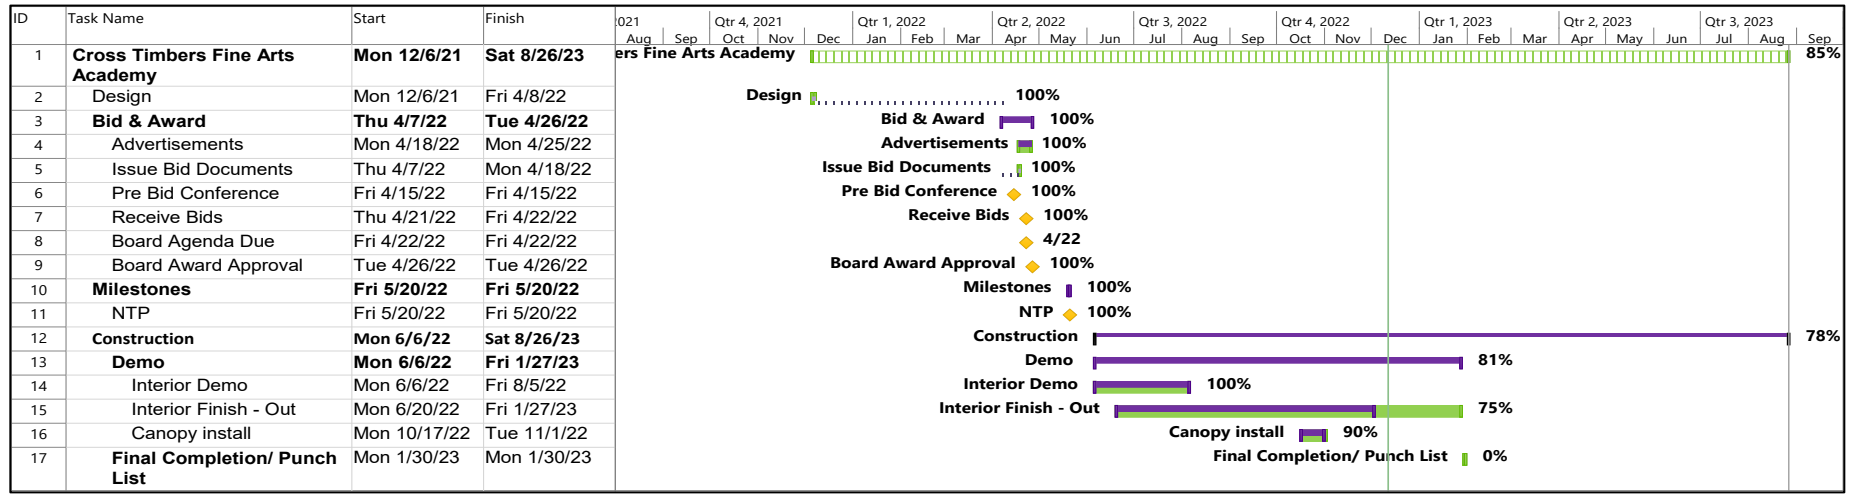 ID Task Name Start Finish 2021 Qtr 4, 2021 Qtr 1, 2022 Qtr 2, 2022 Qtr 3, 2022 Qtr 4, 2022 Qtr 1, 2023 Qtr 2, 2023 Qtr 3, 2023
Aug Sep Oct Nov Dec Jan Feb Mar Apr May Jun Jul Aug Sep Oct Nov Dec Jan Feb Mar Apr May Jun Jul Aug Sep
1 Cross Timbers Fine Arts Mon 12/6/21 Sat 8/26/23 ers Fine Arts Academy 85%
Academy
2 Design Mon 12/6/21 Fri 4/8/22 Design 100%
3 Bid & Award Thu 4/7/22 Tue 4/26/22 Bid & Award 100%
4 Advertisements Mon 4/18/22 Mon 4/25/22 Advertisements 100%
5 Issue Bid Documents Thu 4/7/22 Mon 4/18/22 Issue Bid Documents 100%
6 Pre Bid Conference Fri 4/15/22 Fri 4/15/22 Pre Bid Conference 100%
7 Receive Bids Thu 4/21/22 Fri 4/22/22 Receive Bids 100%
8 Board Agenda Due Fri 4/22/22 Fri 4/22/22 4/22
9 Board Award Approval Tue 4/26/22 Tue 4/26/22 Board Award Approval 100%
10 Milestones Fri 5/20/22 Fri 5/20/22 Milestones 100%
11 NTP Fri 5/20/22 Fri 5/20/22 NTP 100%
12 Construction Mon 6/6/22 Sat 8/26/23 Construction 78%
13 Demo Mon 6/6/22 Fri 1/27/23 Demo 81%
14 Interior Demo Mon 6/6/22 Fri 8/5/22 Interior Demo 100%
15 Interior Finish - Out Mon 6/20/22 Fri 1/27/23 Interior Finish - Out 75%
16 Canopy install Mon 10/17/22 Tue 11/1/22 Canopy install 90%
17 Final Completion/ Punch Mon 1/30/23 Mon 1/30/23 Final Completion/ Punch List 0%
List